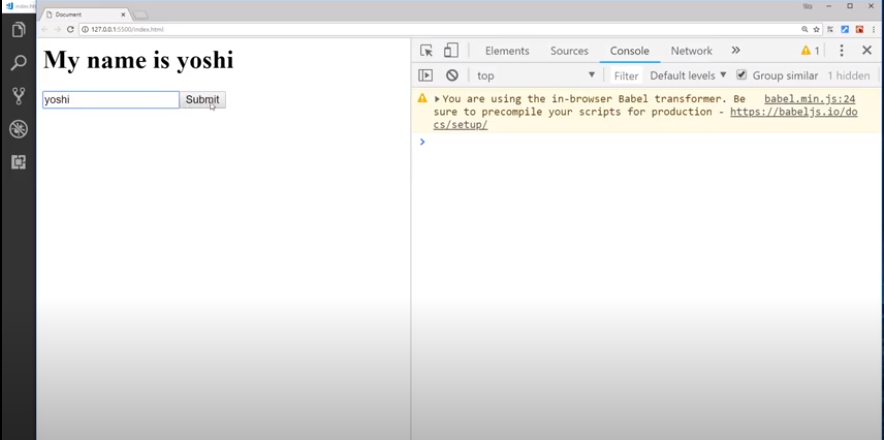 Document
127.0.0.1:5500/index.html
My name is yoshi
yoshi Submit
Elements Sources Console Network » 1
top Filter Default levels Group similar 1 hidden
You are using the in-browser Babel transformer. Be babel.min.js:24
sure to precompile your scripts for production - https://babeljs.io/do
cs/setup/